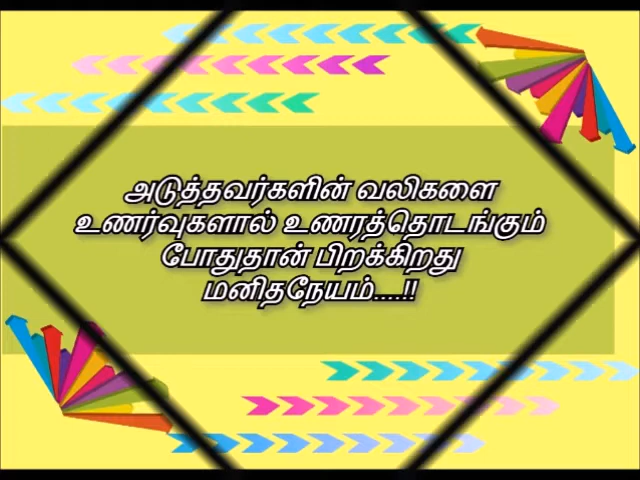 அடுத்தவர்களின் வலிகளை
உணர்வுகளால் உணரத்தொடங்கும்
போதுதான் பிறக்கிறது
மனிதநேயம்....!!